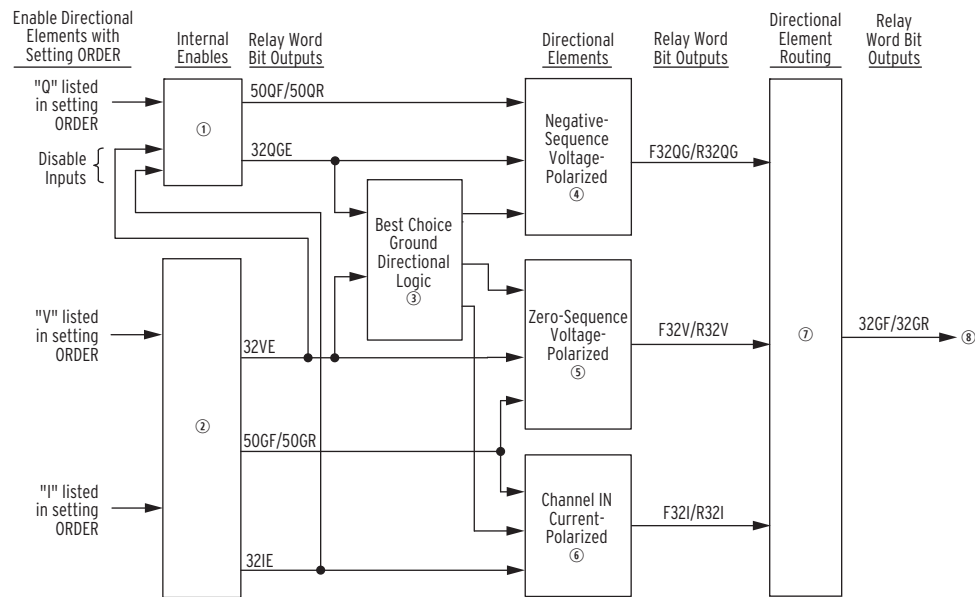 Enable Directional
Elements with
Setting ORDER
Internal
Enables
Relay Word
Bit Outputs
Directional
Elements
Relay Word
Bit Outputs
Directional
Element
Routing
Relay
Word Bit
Outputs
"Q" listed
in setting
ORDER
Disable
Inputs
①
50QF/50QR
32QGE
Negative-
Sequence
Voltage-
Polarized
④
F32QG/R32QG
Best Choice
Ground
Directional
Logic
③
"V" listed
in setting
ORDER
②
32VE
50GF/50GR
Zero-Sequence
Voltage-
Polarized
⑤
F32V/R32V
⑦
32GF/32GR
⑧
"I" listed
in setting
ORDER
32IE
Channel IN
Current-
Polarized
⑥
F32I/R32I